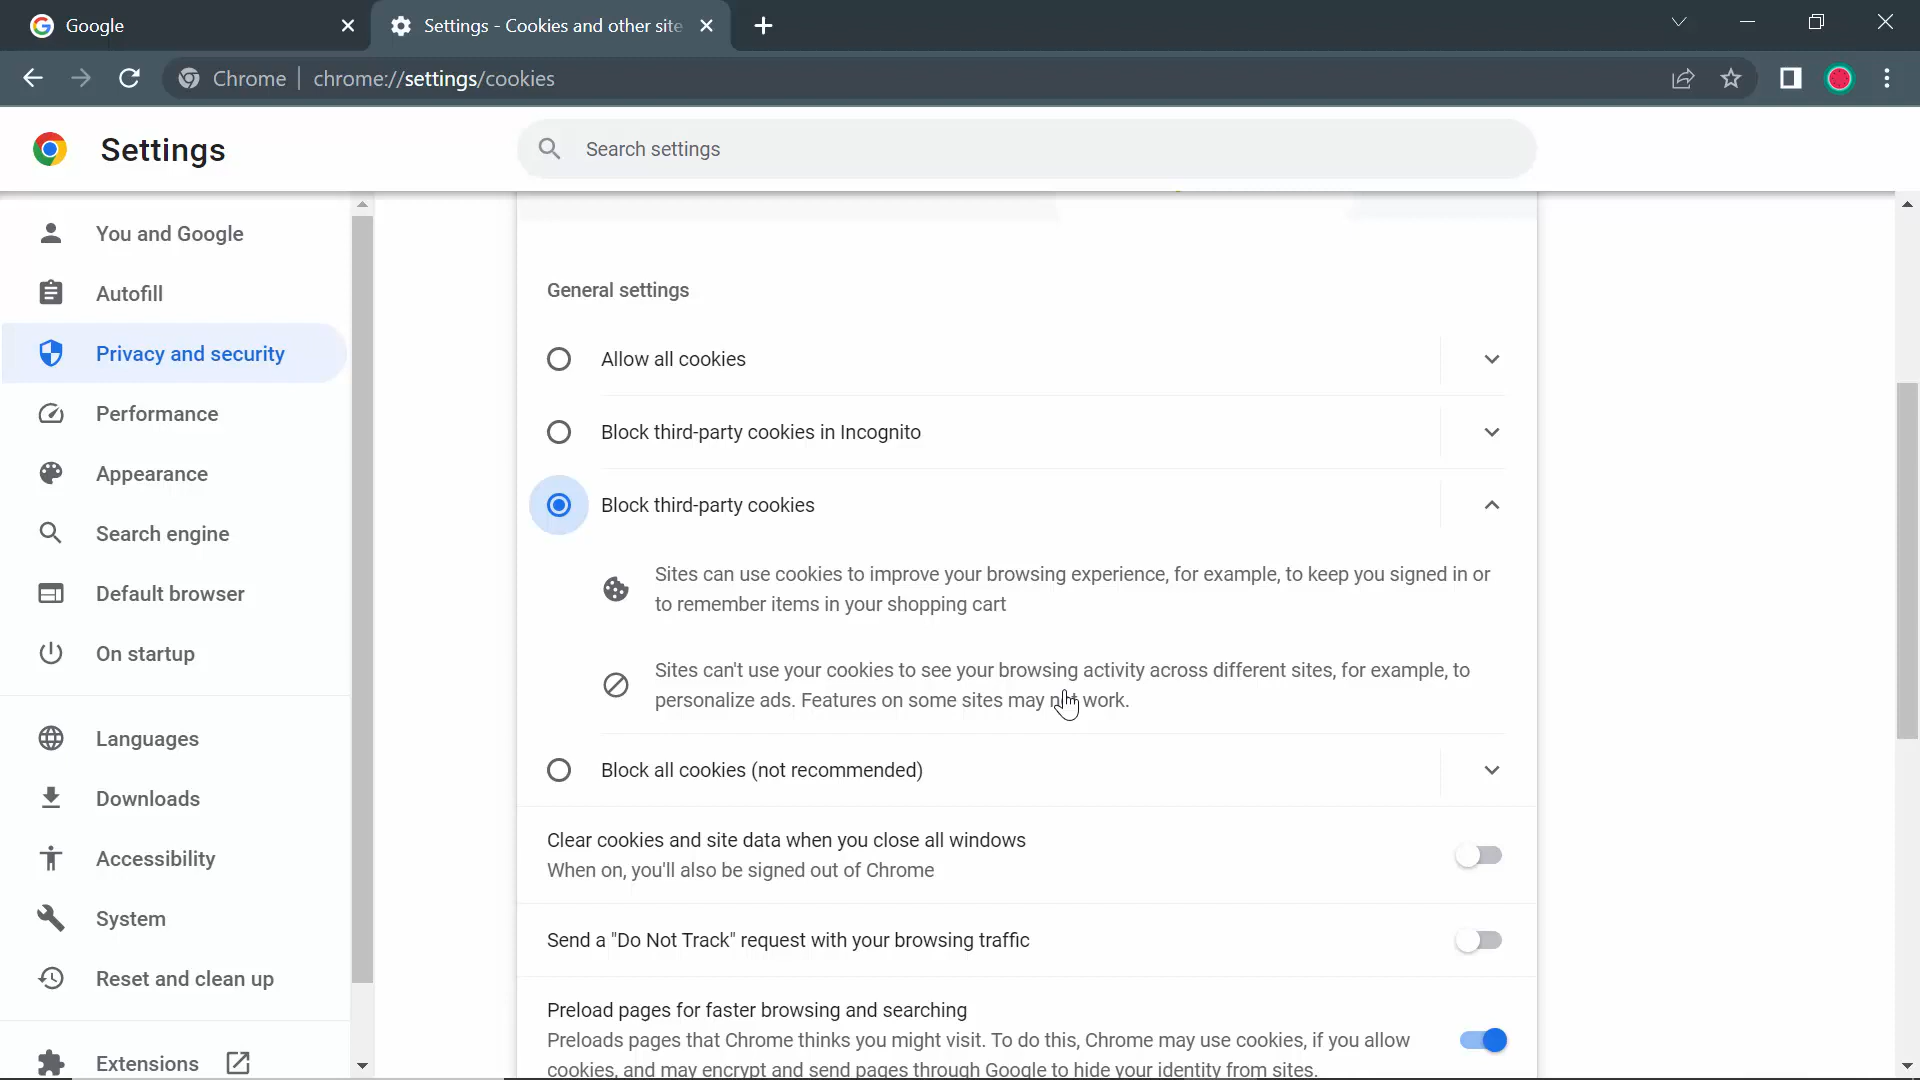 Google
Settings - Cookies and other site
Chrome
chrome://settings/cookies
Settings
Search settings
You and Google
Autofill
Privacy and security
Performance
Appearance
Search engine
Default browser
On startup
Languages
Downloads
Accessibility
System
Reset and clean up
Extensions
General settings
Allow all cookies
Block third-party cookies in Incognito
Block third-party cookies
Sites can use cookies to improve your browsing experience, for example, to keep you signed in or
to remember items in your shopping cart
Sites can't use your cookies to see your browsing activity across different sites, for example, to
personalize ads. Features on some sites may not work.
Block all cookies (not recommended)
Clear cookies and site data when you close all windows
When on, you'll also be signed out of Chrome
Send a "Do Not Track" request with your browsing traffic
Preload pages for faster browsing and searching
Preloads pages that Chrome thinks you might visit. To do this, Chrome may use cookies, if you allow
cookies, and may encrypt and send pages through Google to hide your identity from sites.